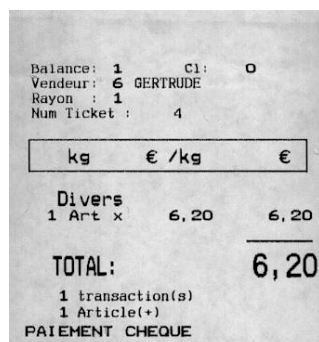 Balance: 1 Cl: 0
Vendeur: 6 GERTRUDE
Rayon : 1
Num Ticket : 4
kg € /kg €
Divers
1 Art x 6,20 6,20
TOTAL: 6,20
1 transaction(s)
1 Article(+)
PAIEMENT CHEQUE